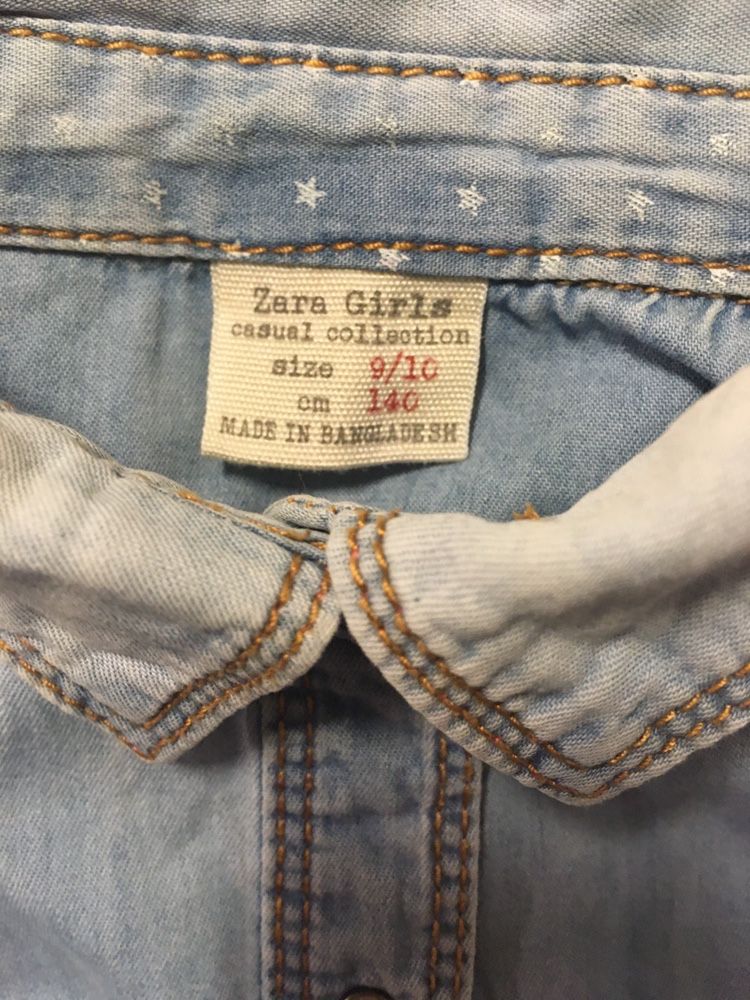 Zara Girls
casual collection
size 9/10
cm 140
MADE IN BANGLADESH